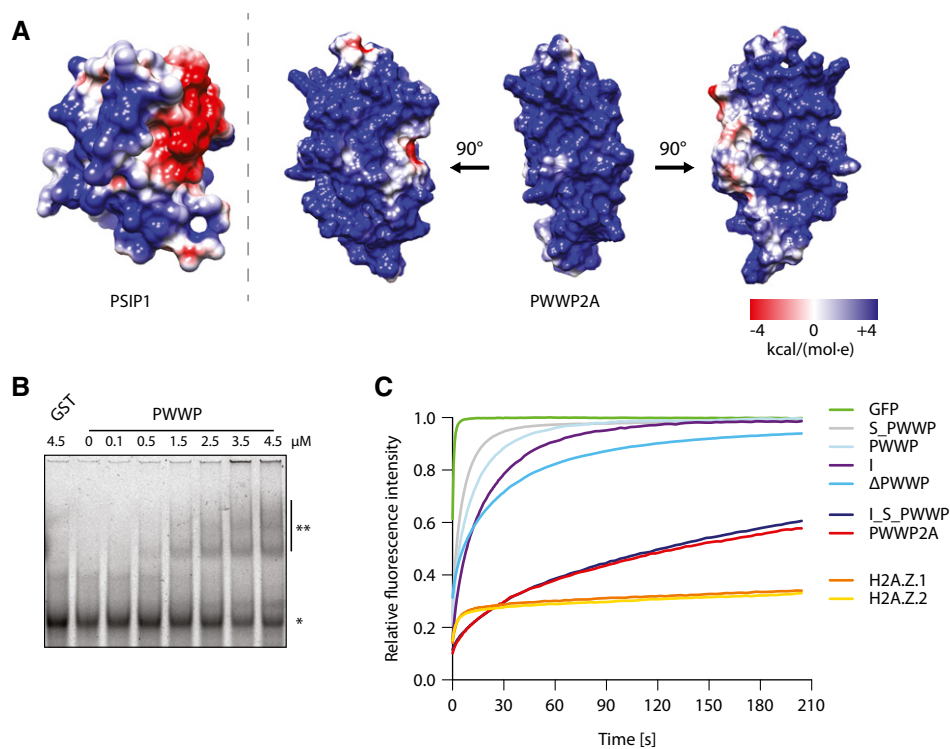 A
90°
90°
PSIP1
PWWP2A
-4 0 +4
kcal/(mol·e)
B
GST
PWWP
4.5 0 0.1 0.5 1.5 2.5 3.5 4.5 μM
**
*
C
Relative fluorescence intensity
1.0
0.8
0.6
0.4
0.2
0.0
0 30 60 90 120 150 180 210
Time [s]
GFP
S_PWWP
PWWP
I
ΔPWWP
I_S_PWWP
PWWP2A
H2A.Z.1
H2A.Z.2